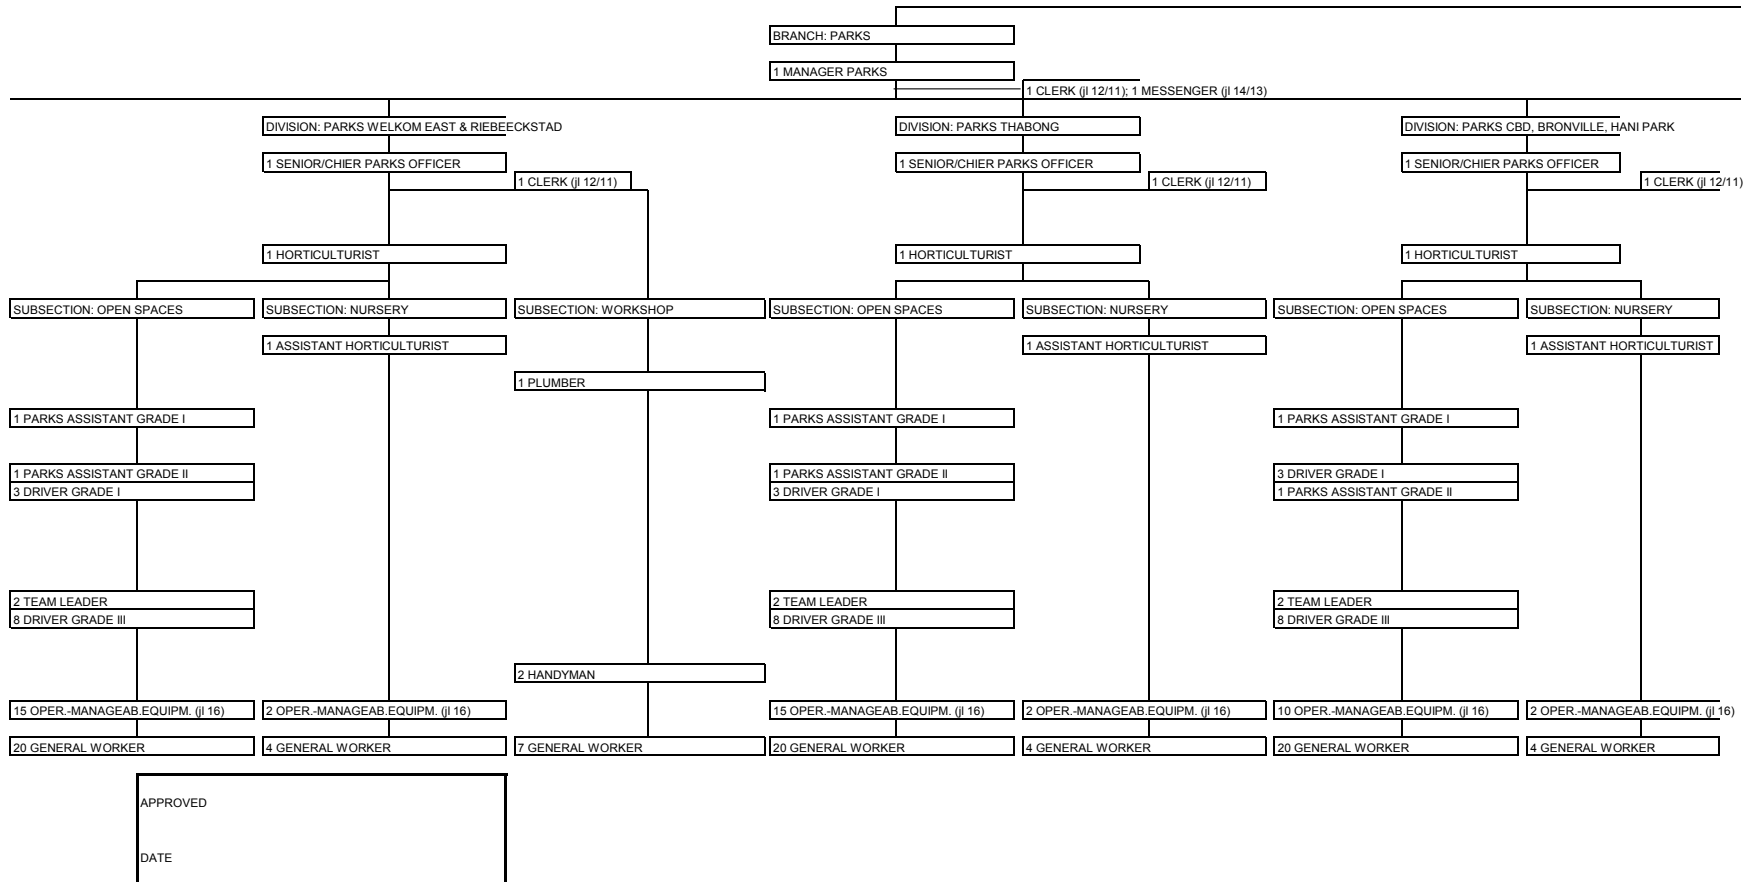 BRANCH: PARKS
1 MANAGER PARKS
1 CLERK (jl 12/11); 1 MESSENGER (jl 14/13)
DIVISION: PARKS WELKOM EAST & RIEBEECKSTAD
DIVISION: PARKS THABONG
DIVISION: PARKS CBD, BRONVILLE, HANI PARK
1 SENIOR/CHIER PARKS OFFICER
1 SENIOR/CHIER PARKS OFFICER
1 SENIOR/CHIER PARKS OFFICER
1 CLERK (jl 12/11)
1 CLERK (jl 12/11)
1 CLERK (jl 12/11)
1 HORTICULTURIST
1 HORTICULTURIST
1 HORTICULTURIST
SUBSECTION: OPEN SPACES
SUBSECTION: NURSERY
SUBSECTION: WORKSHOP
SUBSECTION: OPEN SPACES
SUBSECTION: NURSERY
SUBSECTION: OPEN SPACES
SUBSECTION: NURSERY
1 ASSISTANT HORTICULTURIST
1 ASSISTANT HORTICULTURIST
1 ASSISTANT HORTICULTURIST
1 PLUMBER
1 PARKS ASSISTANT GRADE I
1 PARKS ASSISTANT GRADE I
1 PARKS ASSISTANT GRADE I
1 PARKS ASSISTANT GRADE II
1 PARKS ASSISTANT GRADE II
3 DRIVER GRADE I
3 DRIVER GRADE I
3 DRIVER GRADE I
1 PARKS ASSISTANT GRADE II
2 TEAM LEADER
2 TEAM LEADER
2 TEAM LEADER
8 DRIVER GRADE III
8 DRIVER GRADE III
8 DRIVER GRADE III
2 HANDYMAN
15 OPER.-MANAGEAB.EQUIPM. (jl 16)
2 OPER.-MANAGEAB.EQUIPM. (jl 16)
15 OPER.-MANAGEAB.EQUIPM. (jl 16)
2 OPER.-MANAGEAB.EQUIPM. (jl 16)
10 OPER.-MANAGEAB.EQUIPM. (jl 16)
2 OPER.-MANAGEAB.EQUIPM. (jl 16)
20 GENERAL WORKER
4 GENERAL WORKER
7 GENERAL WORKER
20 GENERAL WORKER
4 GENERAL WORKER
20 GENERAL WORKER
4 GENERAL WORKER
APPROVED
DATE